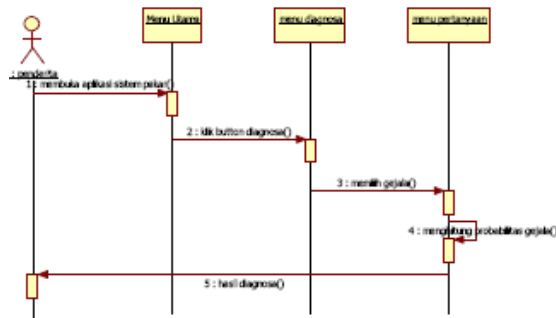 Menu Utama
menu diagnosa
menu pertanyaan
: penderita
1 : membuka aplikasi sistem pakar()
2 : klik button diagnosa()
3 : memilih gejala()
4 : menghitung probabilitas gejala()
5 : hasil diagnosa()